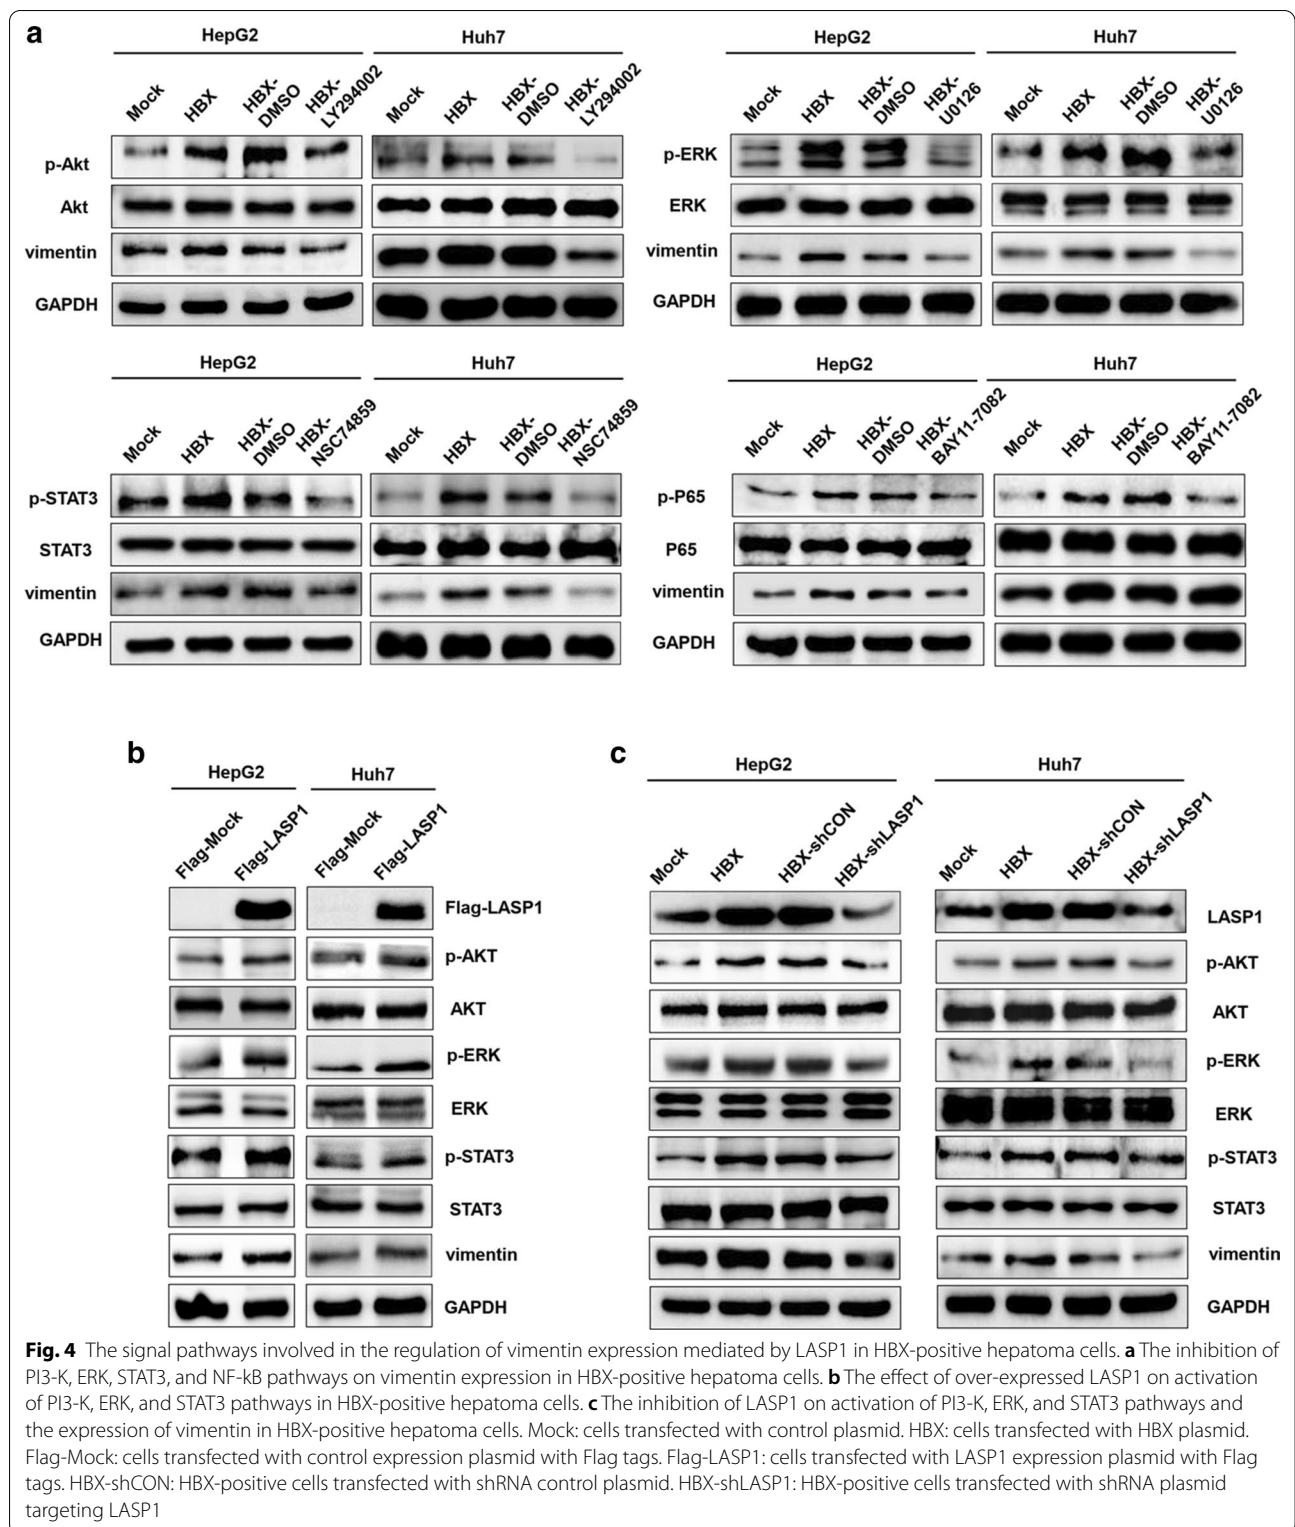 a
HepG2 Huh7 HepG2 Huh7
Mock HBX HBX-DMSO HBX-LY294002 Mock HBX HBX-DMSO HBX-LY294002 Mock HBX HBX-DMSO HBX-U0126 Mock HBX HBX-DMSO HBX-U0126
p-Akt p-ERK
Akt ERK
vimentin vimentin
GAPDH GAPDH
HepG2 Huh7 HepG2 Huh7
Mock HBX HBX-DMSO HBX-NSC74859 Mock HBX HBX-DMSO HBX-NSC74859 Mock HBX HBX-DMSO HBX-BAY11-7082 Mock HBX HBX-DMSO HBX-BAY11-7082
p-STAT3 p-P65
STAT3 P65
vimentin vimentin
GAPDH GAPDH
b
HepG2 Huh7
Flag-Mock Flag-LASP1 Flag-Mock Flag-LASP1
Flag-LASP1
p-AKT
AKT
p-ERK
ERK
p-STAT3
STAT3
vimentin
GAPDH
c
HepG2 Huh7
Mock HBX HBX-shCON HBX-shLASP1 Mock HBX HBX-shCON HBX-shLASP1
LASP1
p-AKT
AKT
p-ERK
ERK
p-STAT3
STAT3
vimentin
GAPDH
Fig. 4 The signal pathways involved in the regulation of vimentin expression mediated by LASP1 in HBX-positive hepatoma cells. a The inhibition of
PI3-K, ERK, STAT3, and NF-kB pathways on vimentin expression in HBX-positive hepatoma cells. b The effect of over-expressed LASP1 on activation
of PI3-K, ERK, and STAT3 pathways in HBX-positive hepatoma cells. c The inhibition of LASP1 on activation of PI3-K, ERK, and STAT3 pathways and
the expression of vimentin in HBX-positive hepatoma cells. Mock: cells transfected with control plasmid. HBX: cells transfected with HBX plasmid.
Flag-Mock: cells transfected with control expression plasmid with Flag tags. Flag-LASP1: cells transfected with LASP1 expression plasmid with Flag
tags. HBX-shCON: HBX-positive cells transfected with shRNA control plasmid. HBX-shLASP1: HBX-positive cells transfected with shRNA plasmid
targeting LASP1